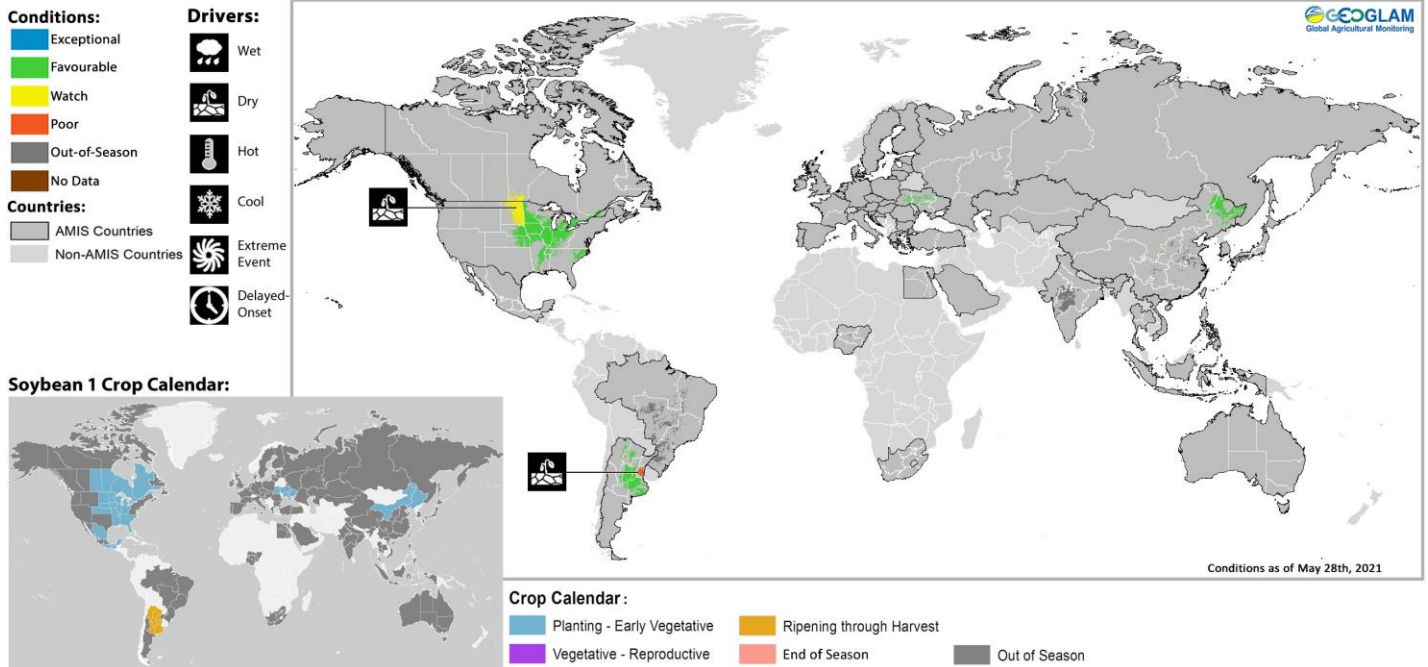 Conditions:
Exceptional
Favourable
Watch
Poor
Out-of-Season
No Data
Countries:
AMIS Countries
Non-AMIS Countries
Drivers:
Wet
Dry
Hot
Cool
Extreme
Event
Delayed-
Onset
GEOGLAM
Global Agricultural Monitoring
Conditions as of May 28th, 2021
Soybean 1 Crop Calendar:
Crop Calendar :
Planting - Early Vegetative
Ripening through Harvest
Vegetative - Reproductive
End of Season
Out of Season